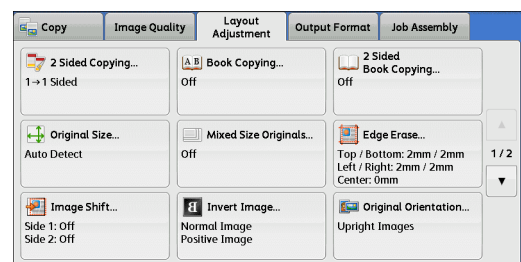 Copy
Image Quality
Layout
Adjustment
Output Format
Job Assembly
2 Sided Copying...
1→1 Sided
A B
Book Copying...
Off
2 Sided
Book Copying...
Off
Original Size...
Auto Detect
Mixed Size Originals...
Off
Edge Erase...
Top / Bottom: 2mm / 2mm
Left / Right: 2mm / 2mm
Center: 0mm
1 / 2
Image Shift...
Side 1: Off
Side 2: Off
B
Invert Image...
Normal Image
Positive Image
Original Orientation...
Upright Images